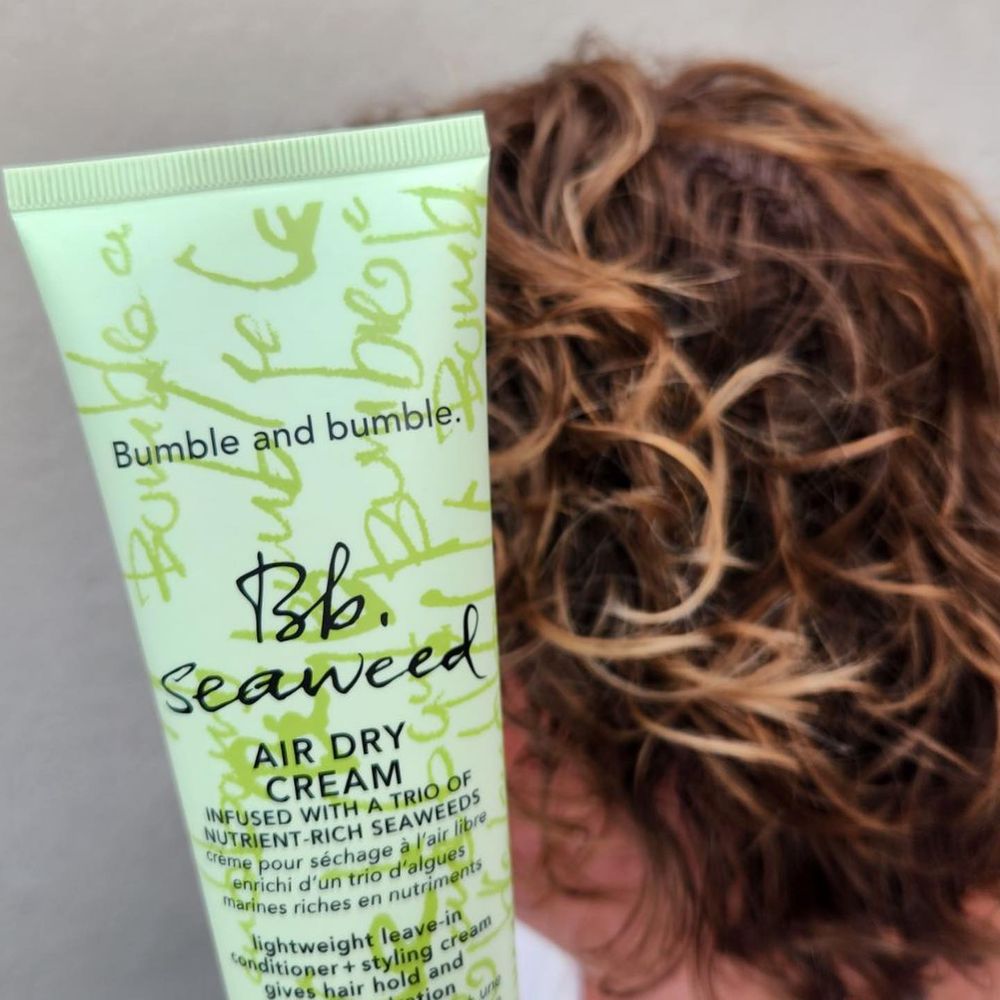 Bumble and bumble.
Bb.
seaweed
AIR DRY
CREAM
INFUSED WITH A TRIO OF
NUTRIENT-RICH SEAWEEDS
crème pour séchage à l'air libre
enrichi d'un trio d'algues
marines riches en nutriments
lightweight leave-in
conditioner + styling cream
gives hair hold and